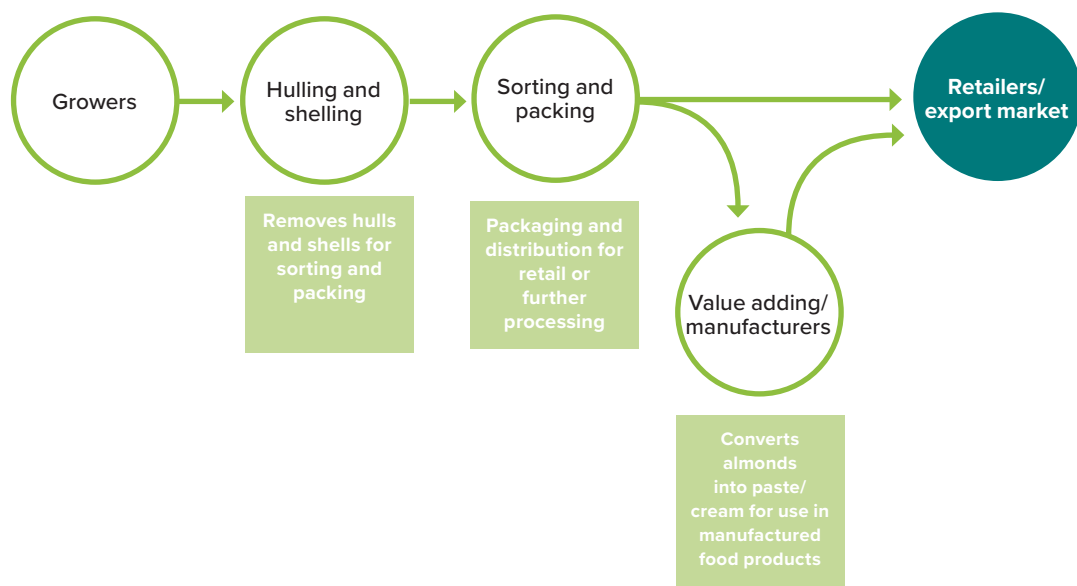 Growers
Hulling and
shelling
Sorting and
packing
Retailers/
export market
Removes hulls
and shells for
sorting and
packing
Packaging and
distribution for
retail or
further
processing
Value adding/
manufacturers
Converts
almonds
into paste/
cream for use in
manufactured
food products